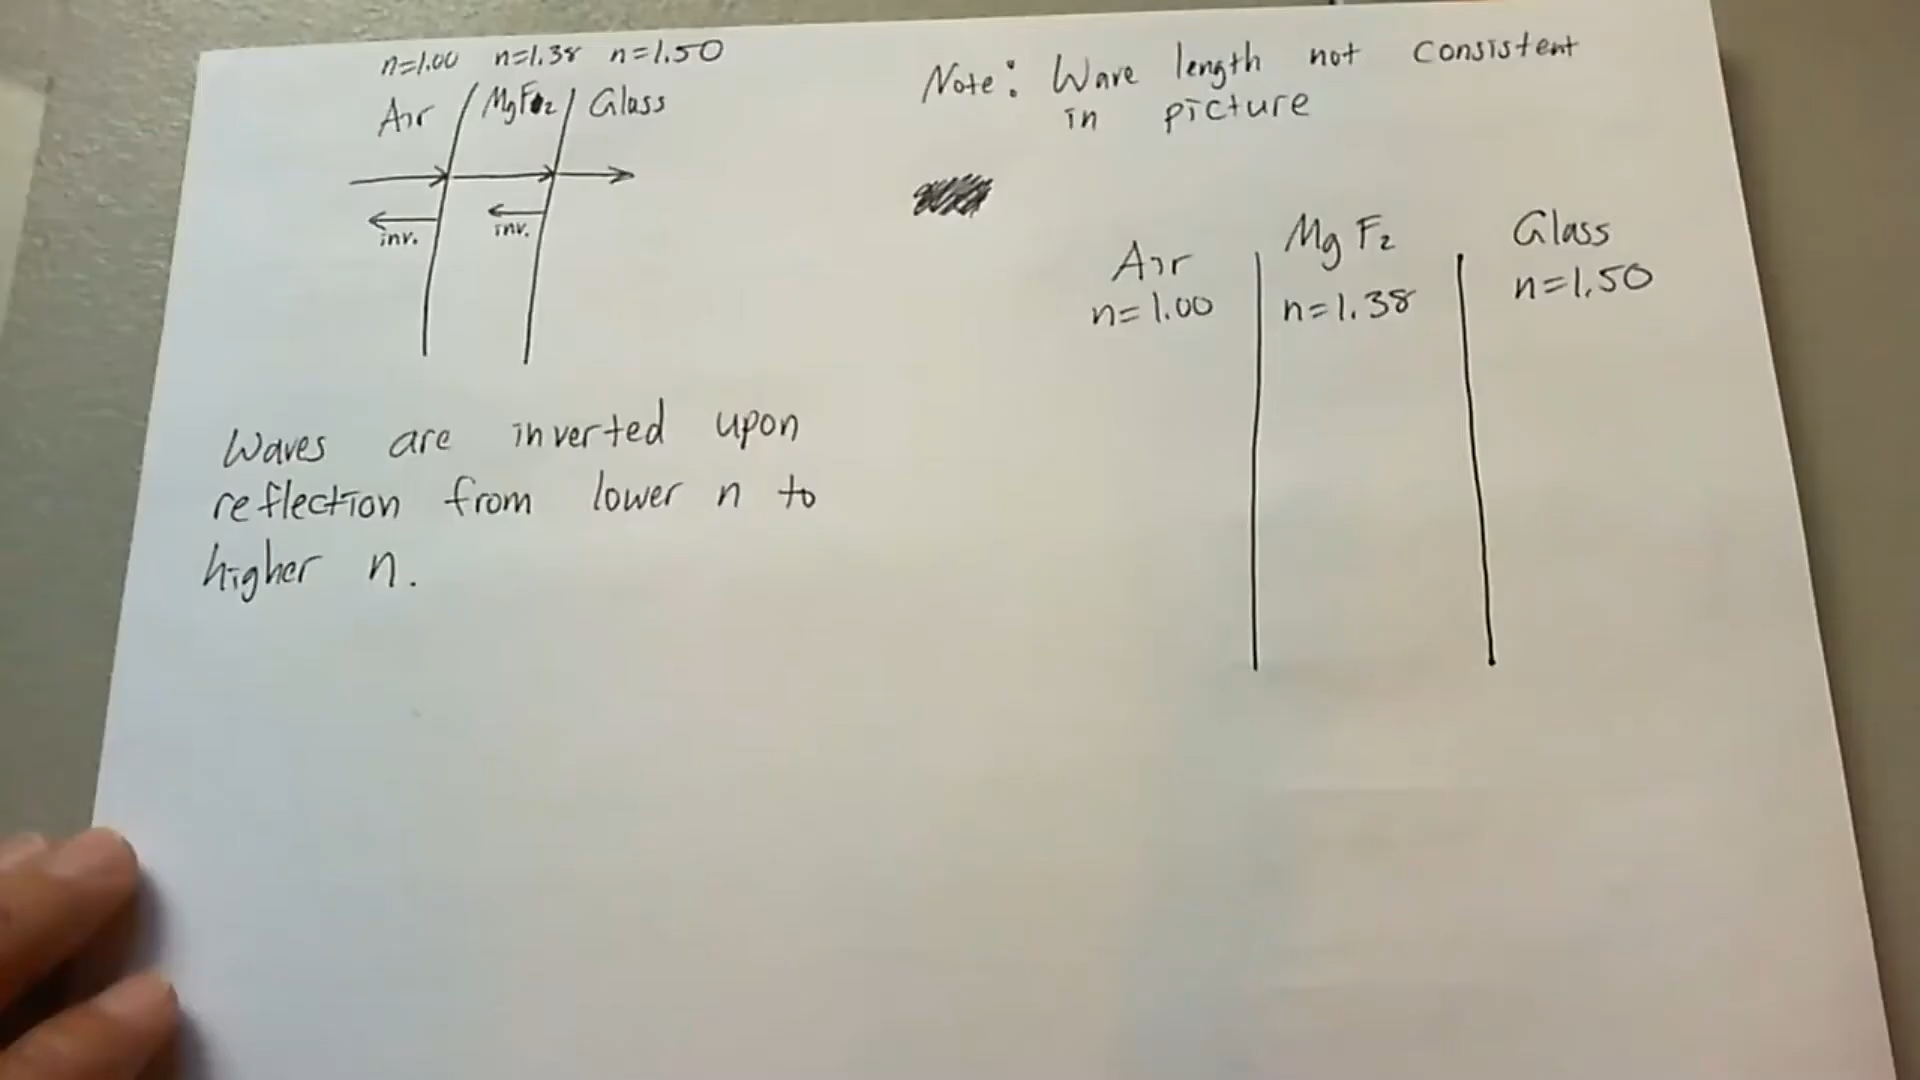 n=1.00 n=1.38 n=1.50
Air MgF2 Glass
inv. inv.
Waves are inverted upon
reflection from lower n to
higher n.
Note: Wave length not consistent
in picture
Air MgF2 Glass
n=1.00 n=1.38 n=1.50